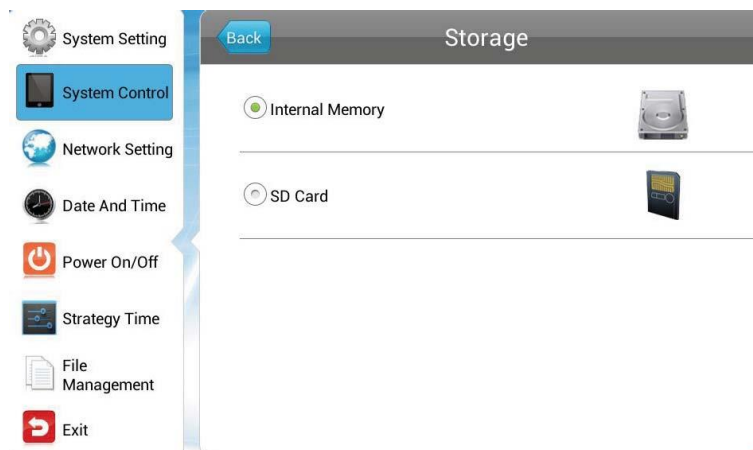 System Setting
System Control
Network Setting
Date And Time
Power On/Off
Strategy Time
File
Management
Exit
Back
Storage
Internal Memory
SD Card